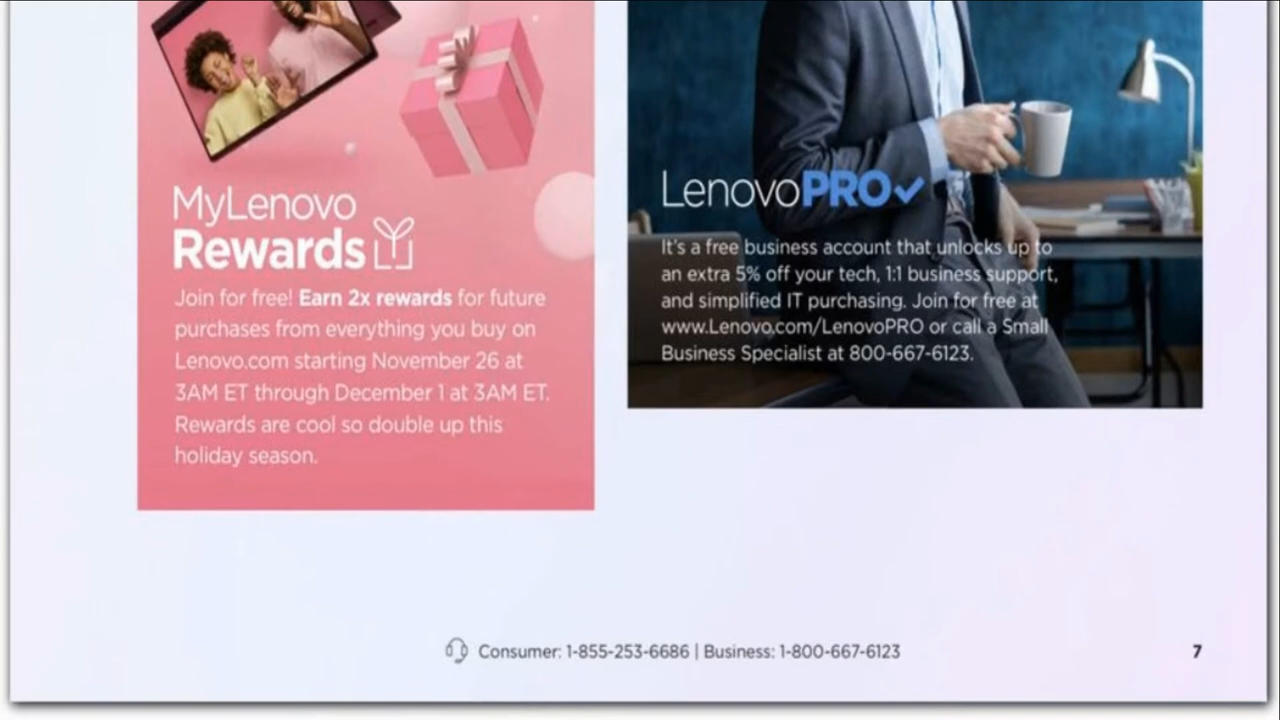 MyLenovo
Rewards
Join for free! Earn 2x rewards for future
purchases from everything you buy on
Lenovo.com starting November 26 at
3AM ET through December 1 at 3AM ET.
Rewards are cool so double up this
holiday season.
LenovoPRO
It's a free business account that unlocks up to
an extra 5% off your tech, 1:1 business support,
and simplified IT purchasing. Join for free at
www.Lenovo.com/LenovoPRO or call a Small
Business Specialist at 800-667-6123.
Consumer: 1-855-253-6686 | Business: 1-800-667-6123
7